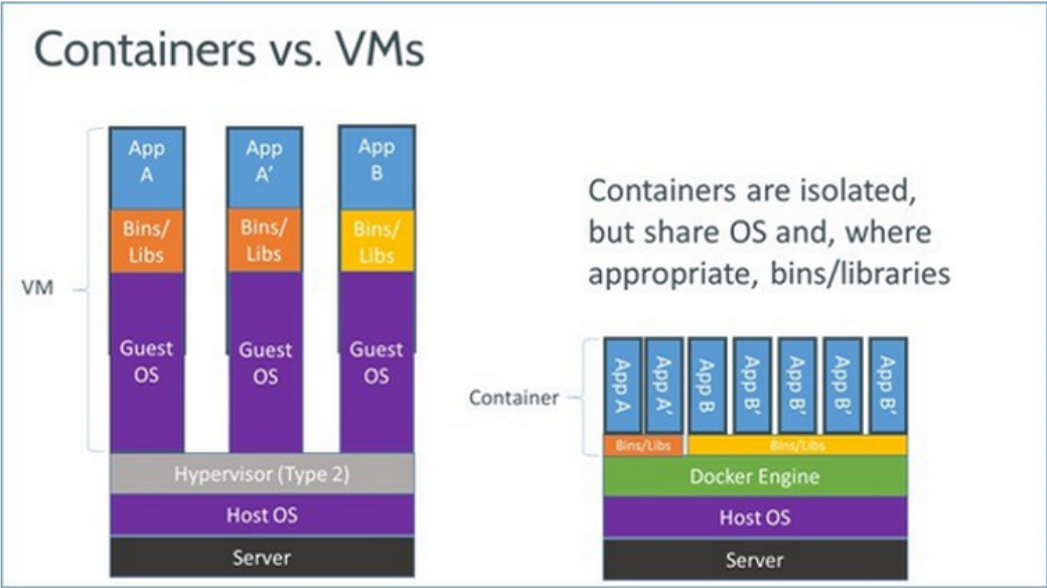 Containers vs. VMs
App
A
App
A′
App
B
Bins/
Libs
Bins/
Libs
Bins/
Libs
VM
Guest
OS
Guest
OS
Guest
OS
Hypervisor (Type 2)
Host OS
Server
Containers are isolated,
but share OS and, where
appropriate, bins/libraries
Container
App A
App A′
App B
App B′
App B′
App B′
App B′
Bins/Libs
Bins/Libs
Docker Engine
Host OS
Server